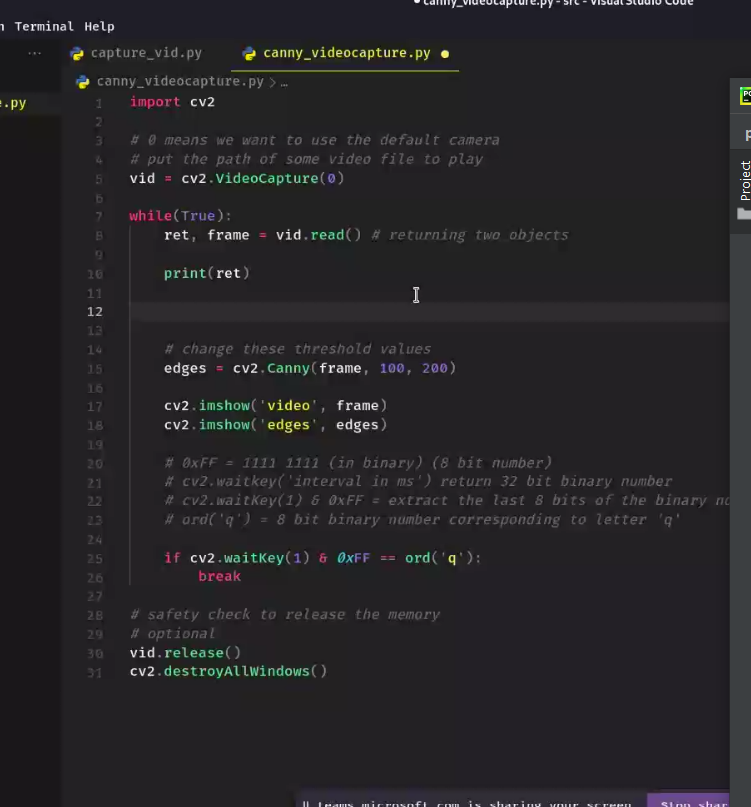 canny_videocapture.py - src - Visual Studio Code
Terminal Help
... capture_vid.py canny_videocapture.py
canny_videocapture.py > ...
e.py
1 import cv2
2
3 # 0 means we want to use the default camera
4 # put the path of some video file to play
5 vid = cv2.VideoCapture(0)
6
7 while(True):
8 ret, frame = vid.read() # returning two objects
9
10 print(ret)
11
12
13
14 # change these threshold values
15 edges = cv2.Canny(frame, 100, 200)
16
17 cv2.imshow('video', frame)
18 cv2.imshow('edges', edges)
19
20 # 0xFF = 1111 1111 (in binary) (8 bit number)
21 # cv2.waitkey('interval in ms') return 32 bit binary number
22 # cv2.waitKey(1) & 0xFF = extract the last 8 bits of the binary
23 # ord('q') = 8 bit binary number corresponding to letter 'q'
24
25 if cv2.waitKey(1) & 0xFF == ord('q'):
26 break
27
28 # safety check to release the memory
29 # optional
30 vid.release()
31 cv2.destroyAllWindows()
Project
teams.microsoft.com is sharing your screen.